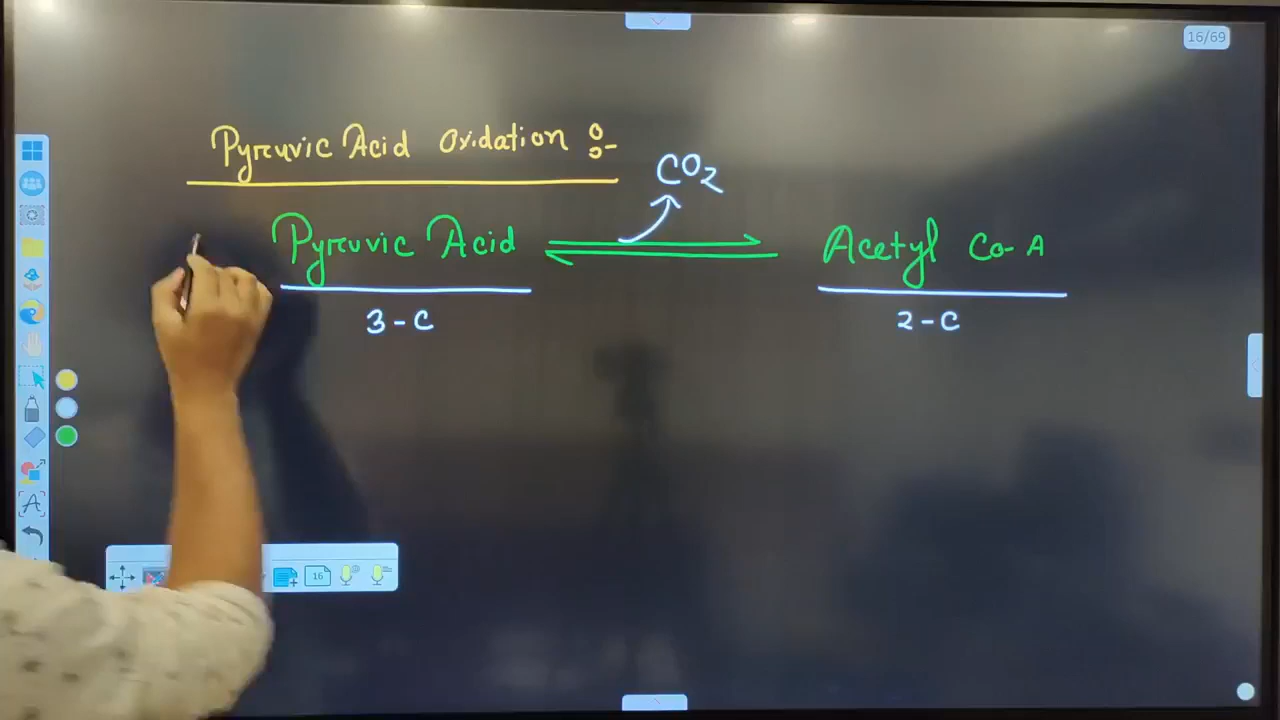 16/69
Pyruvic Acid Oxidation :-
CO2
Pyruvic Acid ⇌ Acetyl Co-A
3-C 2-C
A
16